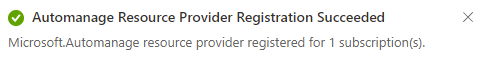 Automanage Resource Provider Registration Succeeded
Microsoft.Automanage resource provider registered for 1 subscription(s).